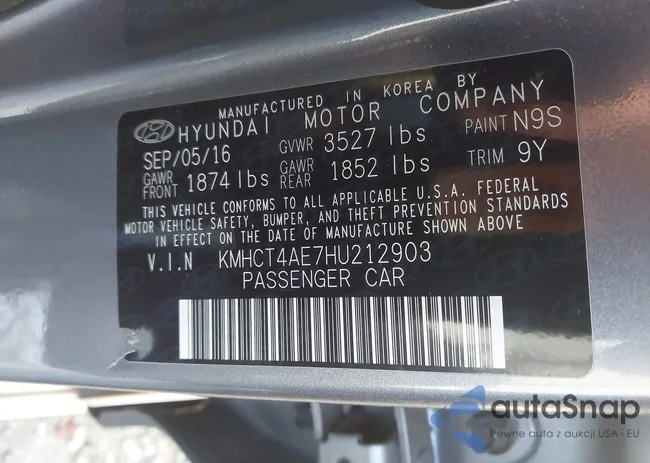 MANUFACTURED IN KOREA BY
HYUNDAI MOTOR COMPANY
SEP/05/16 GVWR 3527 lbs PAINT N9S
GAWR FRONT 1874 lbs GAWR REAR 1852 lbs TRIM 9Y
THIS VEHICLE CONFORMS TO ALL APPLICABLE U.S.A. FEDERAL
MOTOR VEHICLE SAFETY, BUMPER, AND THEFT PREVENTION STANDARDS
IN EFFECT ON THE DATE OF MANUFACTURE SHOWN ABOVE
V.I.N KMHCT4AE7HU212903
PASSENGER CAR
autaSnap
Pewne auta z aukcji USA i EU